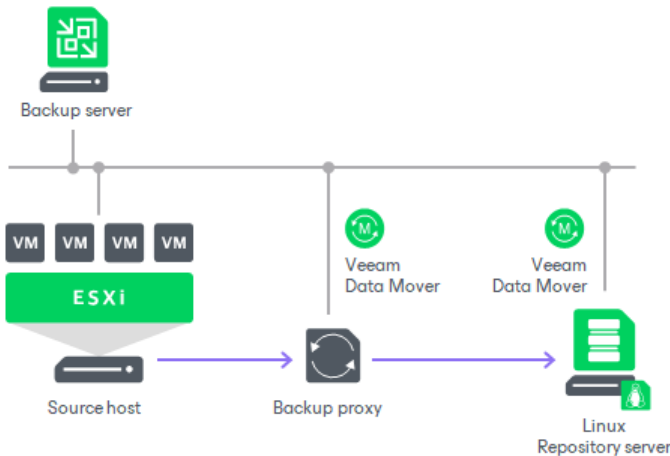 Backup server
VM VM VM VM
ESXi
M
Veeam
Data Mover
M
Veeam
Data Mover
Source host
Backup proxy
Linux
Repository server